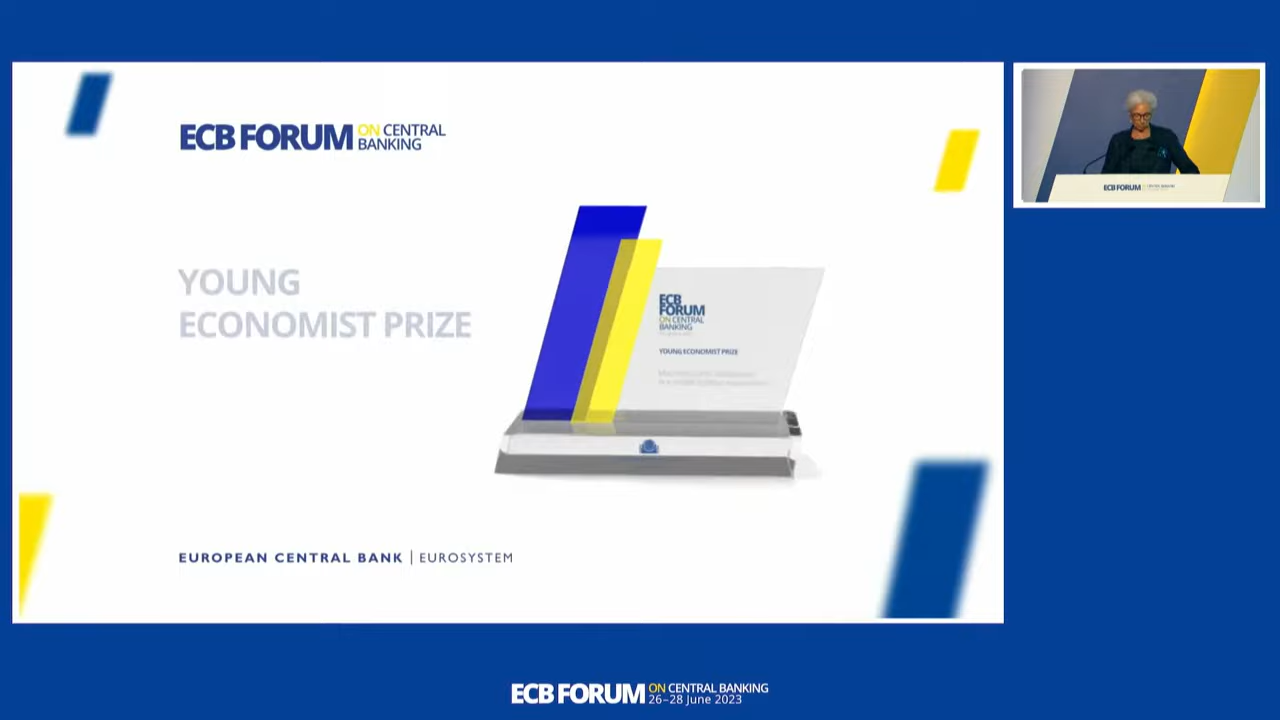 ECB FORUM ON CENTRAL
BANKING
YOUNG
ECONOMIST PRIZE
ECB
FORUM
ON CENTRAL
BANKING
YOUNG ECONOMIST PRIZE
EUROPEAN CENTRAL BANK | EUROSYSTEM
ECB FORUM
ECB FORUM ON CENTRAL BANKING
26–28 June 2023